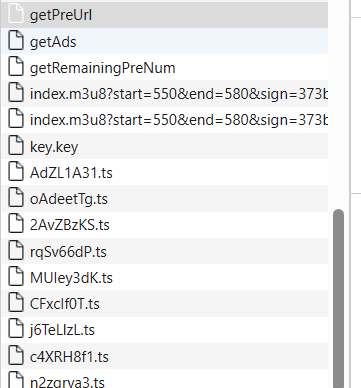 getPreUrl
getAds
getRemainingPreNum
index.m3u8?start=550&end=580&sign=373b
index.m3u8?start=550&end=580&sign=373b
key.key
AdZL1A31.ts
oAdeetTg.ts
2AvZBzKS.ts
rqSv66dP.ts
MUley3dK.ts
CFxclf0T.ts
j6TeLlzL.ts
c4XRH8f1.ts
n2zgrva3.ts